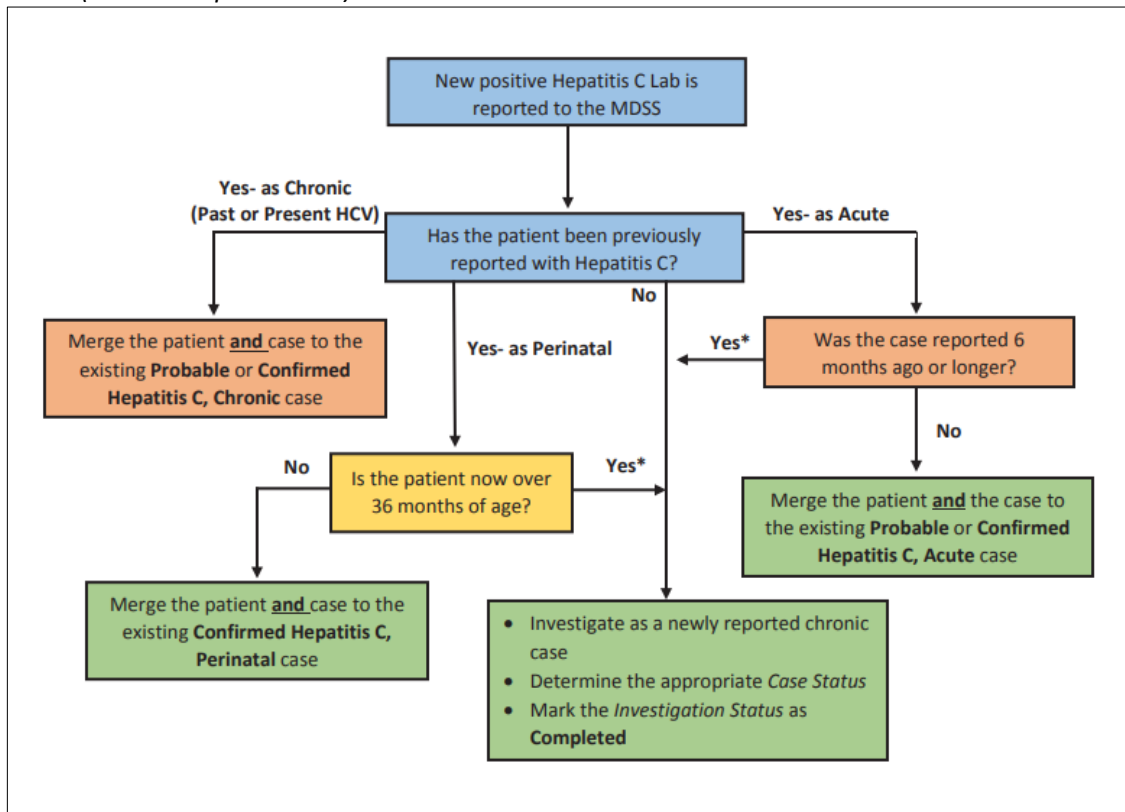 New positive Hepatitis C Lab is
reported to the MDSS
Yes- as Chronic
(Past or Present HCV)
Yes- as Acute
Has the patient been previously
reported with Hepatitis C?
No
Merge the patient and case to the
existing Probable or Confirmed
Hepatitis C, Chronic case
Yes- as Perinatal
Yes*
Was the case reported 6
months ago or longer?
No
No
Is the patient now over
36 months of age?
Yes*
Merge the patient and the case to
the existing Probable or Confirmed
Hepatitis C, Acute case
Merge the patient and case to the
existing Confirmed Hepatitis C,
Perinatal case
• Investigate as a newly reported chronic
case
• Determine the appropriate Case Status
• Mark the Investigation Status as
Completed